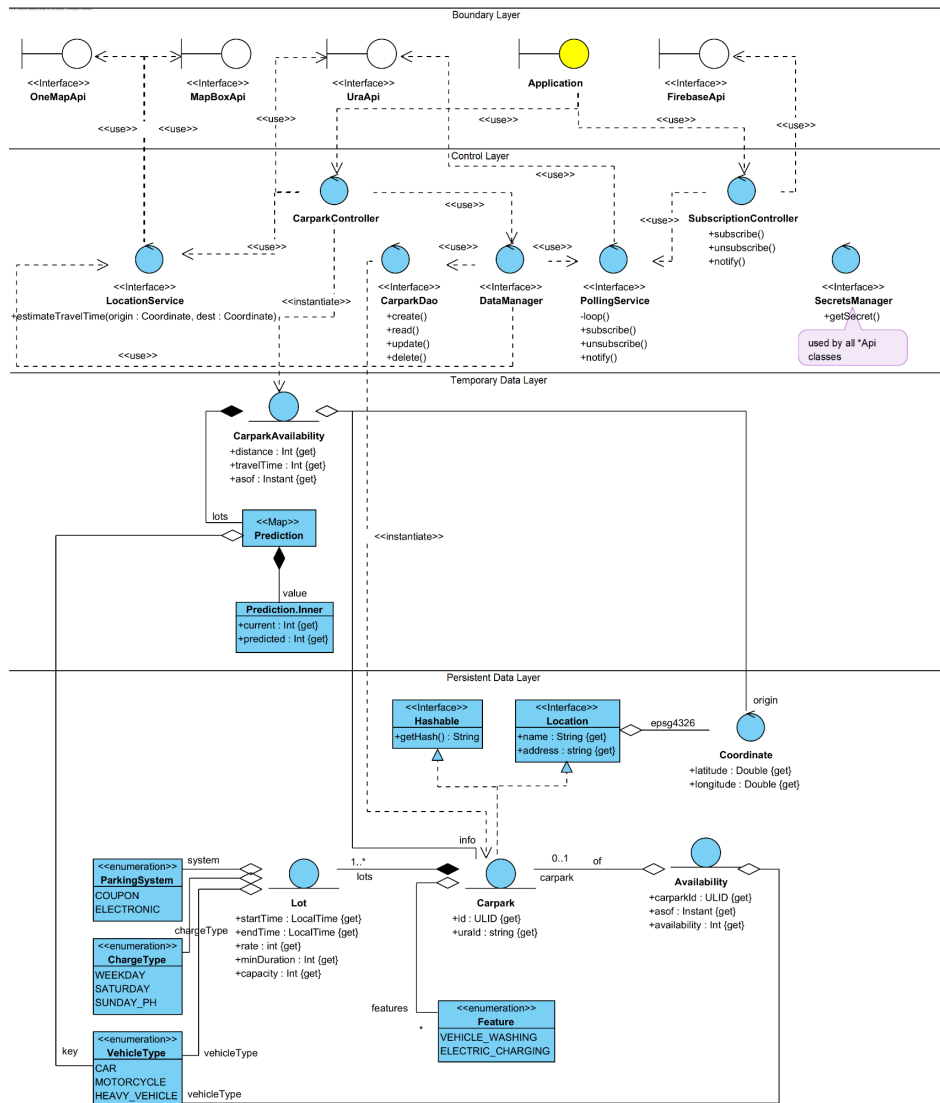 Boundary Layer
<<Interface>>
OneMapApi
<<Interface>>
MapBoxApi
<<Interface>>
UraApi
Application
<<Interface>>
FirebaseApi
<<use>>
<<use>>
<<use>>
<<use>>
<<use>>
<<use>>
<<use>>
Control Layer
CarparkController
<<use>>
<<use>>
SubscriptionController
+subscribe()
+unsubscribe()
+notify()
<<use>>
<<use>>
<<use>>
<<Interface>>
LocationService
+estimateTravelTime(origin : Coordinate, dest : Coordinate)
<<instantiate>>
<<Interface>>
CarparkDao
+create()
+read()
+update()
+delete()
<<Interface>>
DataManager
<<Interface>>
PollingService
-loop()
+subscribe()
+unsubscribe()
+notify()
<<Interface>>
SecretsManager
+getSecret()
used by all *Api
classes
<<use>>
Temporary Data Layer
CarparkAvailability
+distance : Int {get}
+travelTime : Int {get}
+asof : Instant {get}
lots
<<Map>>
Prediction
<<instantiate>>
value
Prediction.Inner
+current : Int {get}
+predicted : Int {get}
Persistent Data Layer
<<Interface>>
Hashable
+getHash() : String
<<Interface>>
Location
+name : String {get}
+address : string {get}
epsg4326
origin
Coordinate
+latitude : Double {get}
+longitude : Double {get}
info
<<enumeration>>
ParkingSystem
COUPON
ELECTRONIC
system
1..*
lots
Lot
+startTime : LocalTime {get}
+endTime : LocalTime {get}
+rate : int {get}
+minDuration : Int {get}
+capacity : Int {get}
Carpark
+id : ULID {get}
+uraId : string {get}
0..1
carpark
of
Availability
+carparkId : ULID {get}
+asof : Instant {get}
+availability : Int {get}
chargeType
<<enumeration>>
ChargeType
WEEKDAY
SATURDAY
SUNDAY_PH
features
*
<<enumeration>>
Feature
VEHICLE_WASHING
ELECTRIC_CHARGING
key
<<enumeration>>
VehicleType
CAR
MOTORCYCLE
HEAVY_VEHICLE
vehicleType
vehicleType